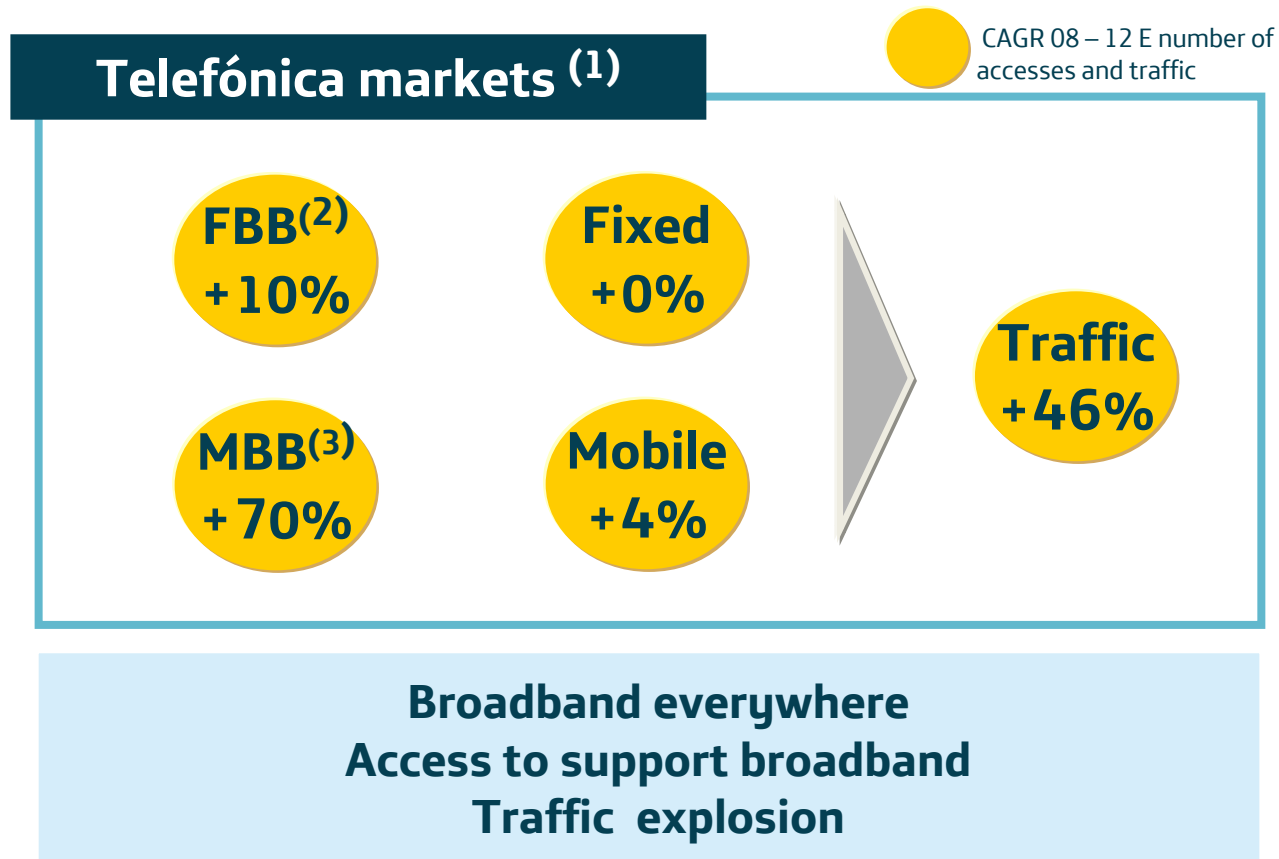 Telefónica markets (1)
CAGR 08 – 12 E number of
accesses and traffic
FBB(2)
+10%
Fixed
+0%
MBB(3)
+70%
Mobile
+4%
Traffic
+46%
Broadband everywhere
Access to support broadband
Traffic explosion